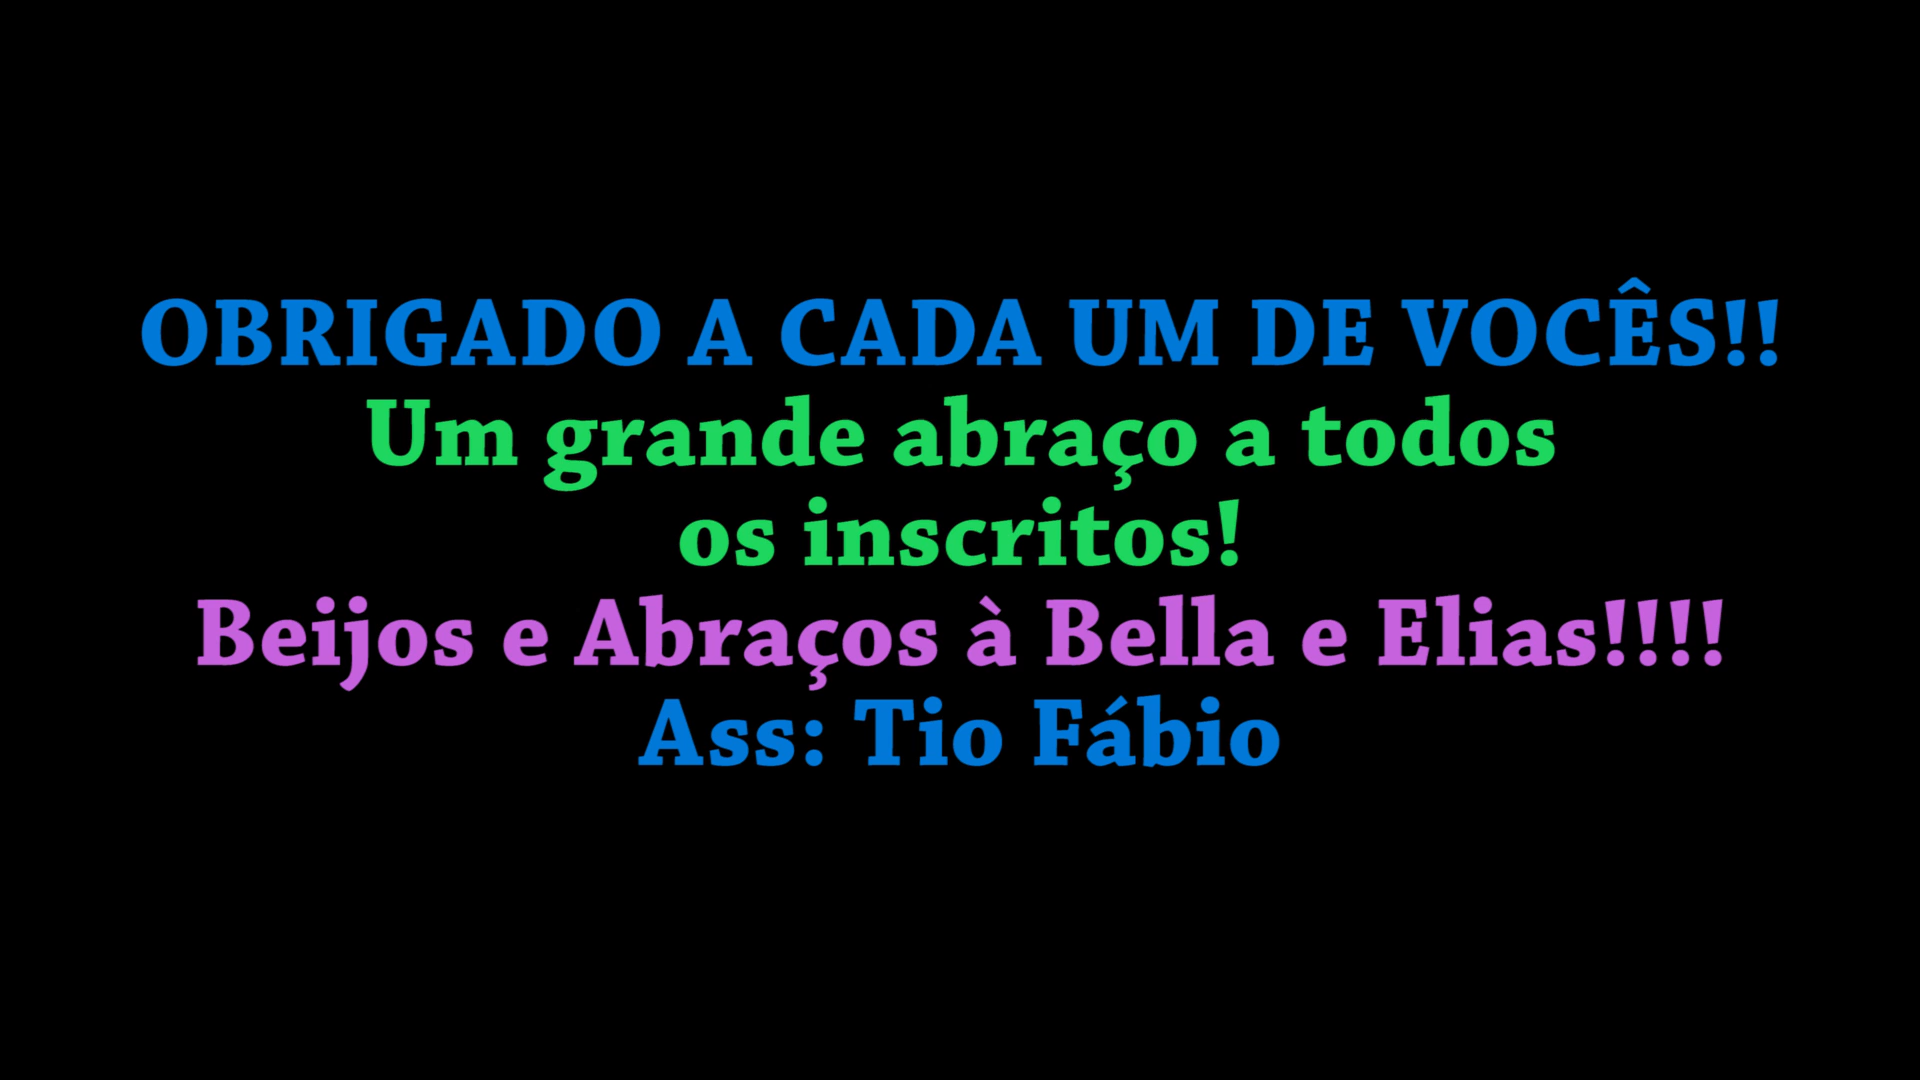 OBRIGADO A CADA UM DE VOCÊS!!
Um grande abraço a todos
os inscritos!
Beijos e Abraços à Bella e Elias!!!!
Ass: Tio Fábio